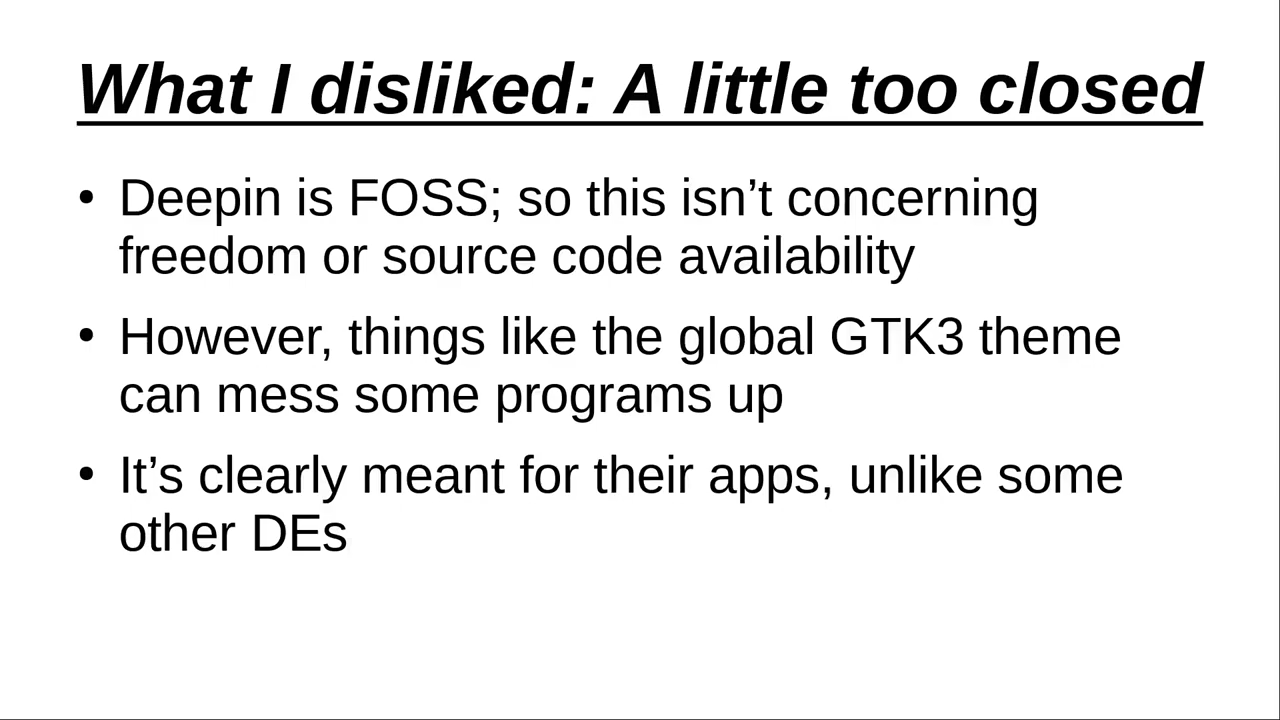 What I disliked: A little too closed
• Deepin is FOSS; so this isn’t concerning
freedom or source code availability
• However, things like the global GTK3 theme
can mess some programs up
• It’s clearly meant for their apps, unlike some
other DEs